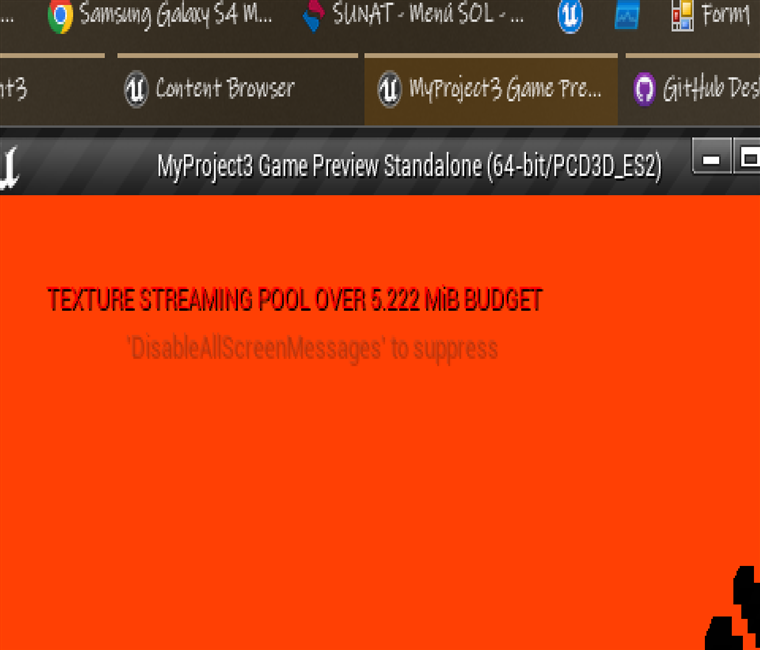 ... Samsung Galaxy S4 M... SUNAT - Menú SOL - ... Form1
nt3 Content Browser MyProject3 Game Pre... GitHub Des
MyProject3 Game Preview Standalone (64-bit/PCD3D_ES2)
TEXTURE STREAMING POOL OVER 5.222 MiB BUDGET
'DisableAllScreenMessages' to suppress